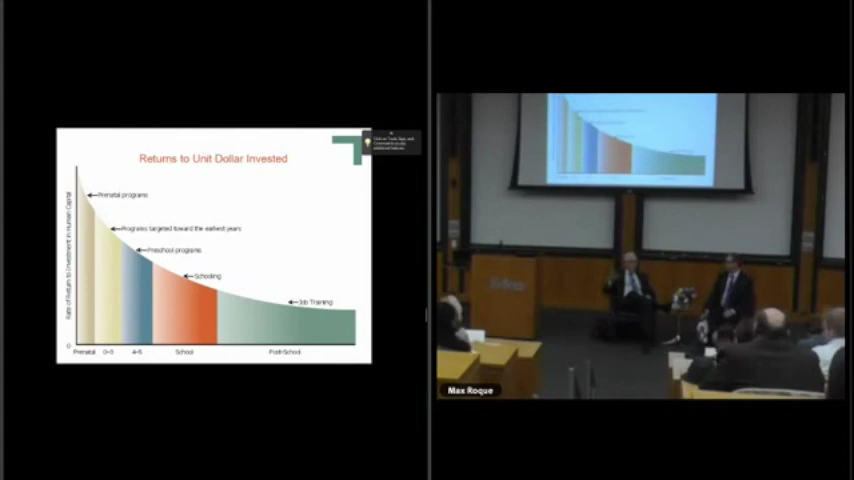 Returns to Unit Dollar Invested
Rate of Return to Investment in Human Capital
Prenatal programs
Programs targeted toward the earliest years
Preschool programs
Schooling
Job Training
0
Prenatal
0-3
4-5
School
Post-School
Max Roque